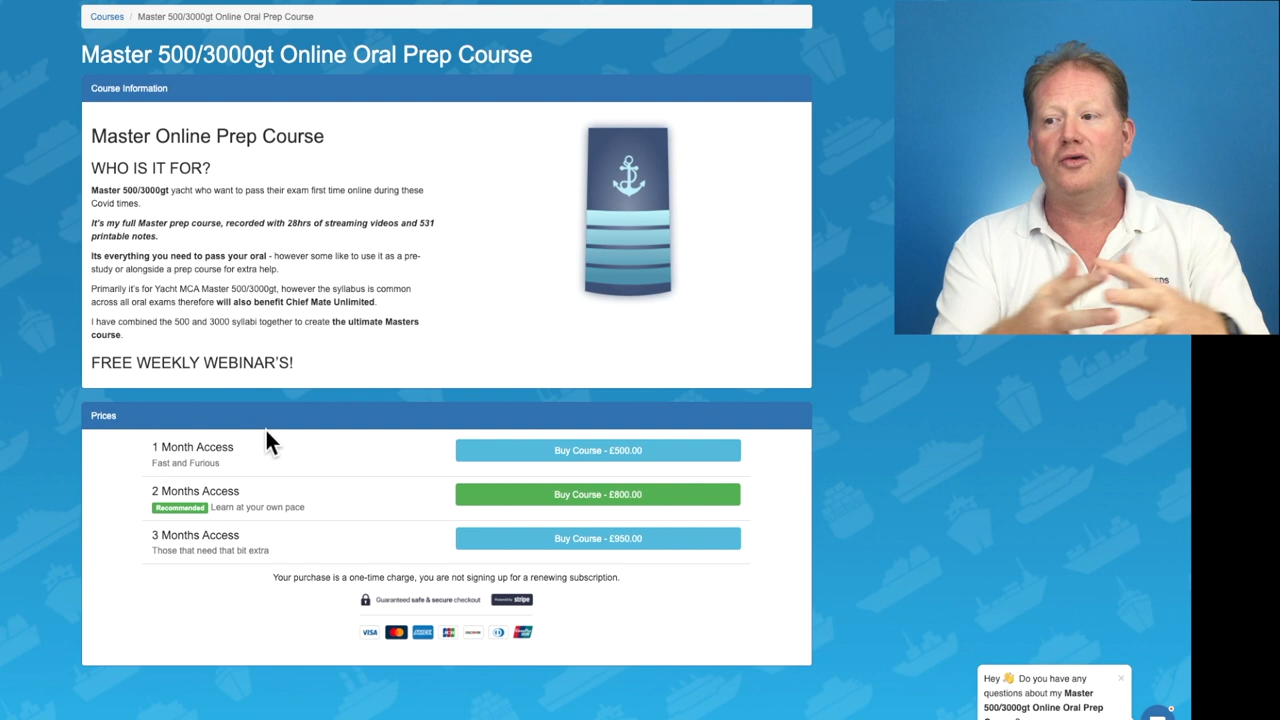 Courses / Master 500/3000gt Online Oral Prep Course
Master 500/3000gt Online Oral Prep Course
Course Information
Master Online Prep Course
WHO IS IT FOR?
Master 500/3000gt yacht who want to pass their exam first time online during these
Covid times.
It's my full Master prep course, recorded with 28hrs of streaming videos and 531
printable notes.
Its everything you need to pass your oral - however some like to use it as a pre-
study or alongside a prep course for extra help.
Primarily it's for Yacht MCA Master 500/3000gt, however the syllabus is common
across all oral exams therefore will also benefit Chief Mate Unlimited.
I have combined the 500 and 3000 syllabi together to create the ultimate Masters
course.
FREE WEEKLY WEBINAR'S!
Prices
1 Month Access
Fast and Furious
Buy Course - £500.00
2 Months Access
Recommended Learn at your own pace
Buy Course - £800.00
3 Months Access
Those that need that bit extra
Buy Course - £950.00
Your purchase is a one-time charge, you are not signing up for a renewing subscription.
Guaranteed safe & secure checkout
Powered by stripe
VISA
JCB
DISCOVER
Hey 👋 Do you have any
questions about my Master
500/3000gt Online Oral Prep